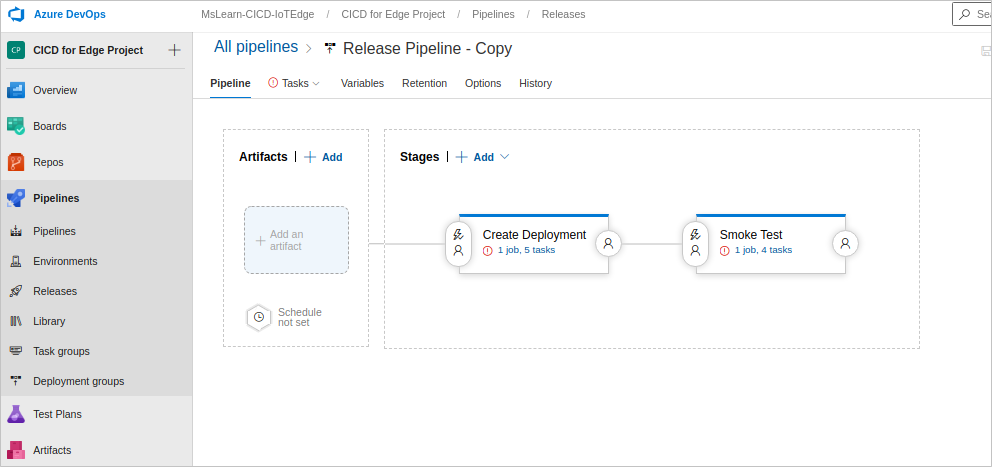 Azure DevOps
MsLearn-CICD-IoTEdge / CICD for Edge Project / Pipelines / Releases
CP CICD for Edge Project
Overview
Boards
Repos
Pipelines
Pipelines
Environments
Releases
Library
Task groups
Deployment groups
Test Plans
Artifacts
All pipelines > Release Pipeline - Copy
Pipeline Tasks Variables Retention Options History
Artifacts | + Add
Add an
artifact
Schedule
not set
Stages | + Add
Create Deployment
1 job, 5 tasks
Smoke Test
1 job, 4 tasks